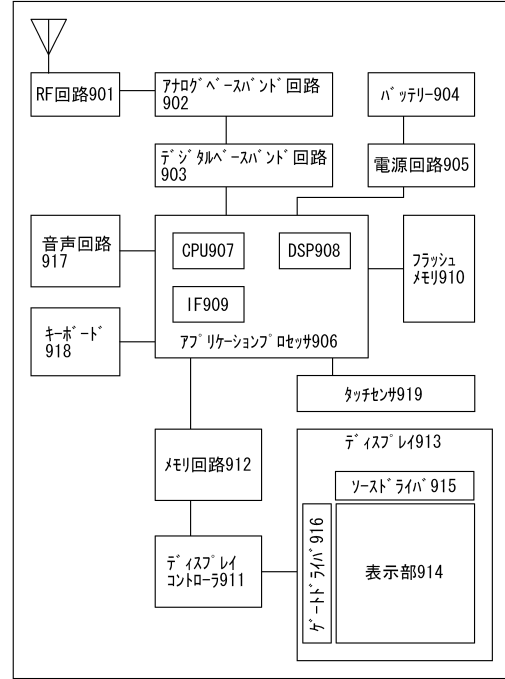 RF回路901
アナログベースバンド回路
902
バッテリー904
デジタルベースバンド回路
903
電源回路905
音声回路
917
CPU907
DSP908
フラッシュ
メモリ910
IF909
キーボード
918
アプリケーションプロセッサ906
タッチセンサ919
メモリ回路912
ディスプレイ913
ソースドライバ915
ゲートドライバ916
表示部914
ディスプレイ
コントローラ911